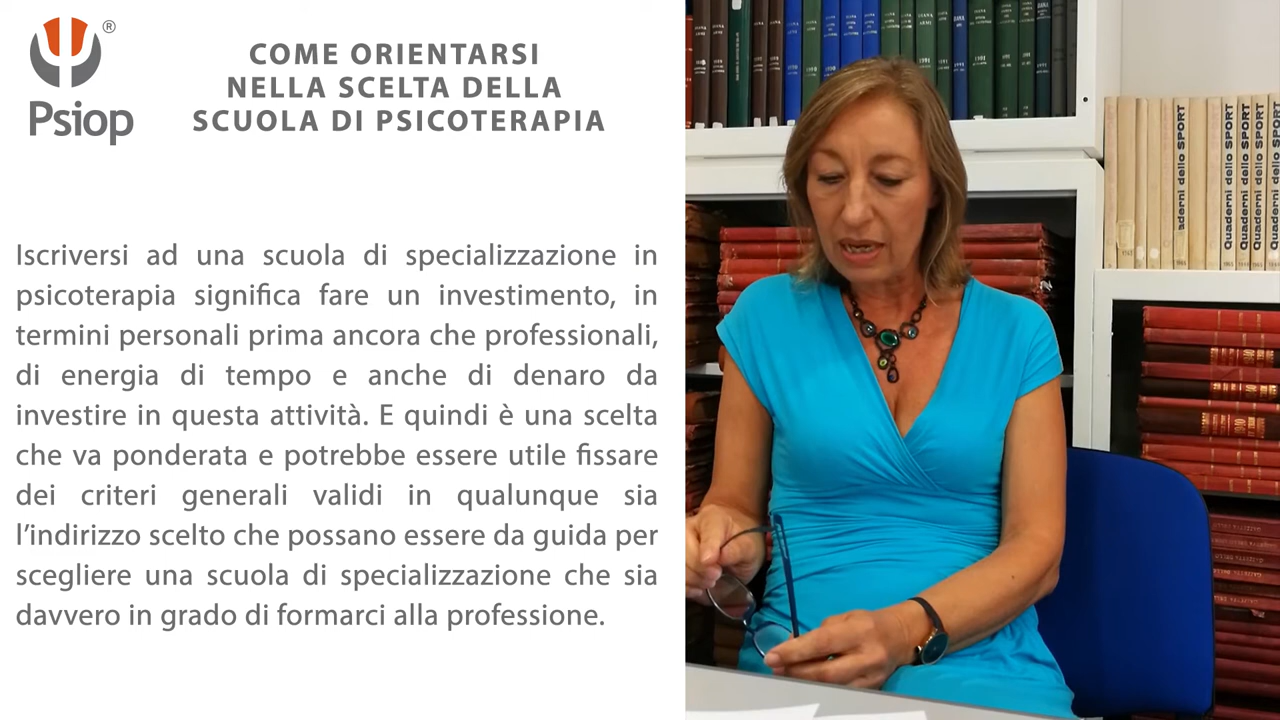 ®
Psiop
COME ORIENTARSI
NELLA SCELTA DELLA
SCUOLA DI PSICOTERAPIA
Iscriversi ad una scuola di specializzazione in
psicoterapia significa fare un investimento, in
termini personali prima ancora che professionali,
di energia di tempo e anche di denaro da
investire in questa attività. E quindi è una scelta
che va ponderata e potrebbe essere utile fissare
dei criteri generali validi in qualunque sia
l’indirizzo scelto che possano essere da guida per
scegliere una scuola di specializzazione che sia
davvero in grado di formarci alla professione.
Quaderni dello SPORT
Quaderni dello SPORT
Quaderni dello SPORT
Quaderni dello SPORT